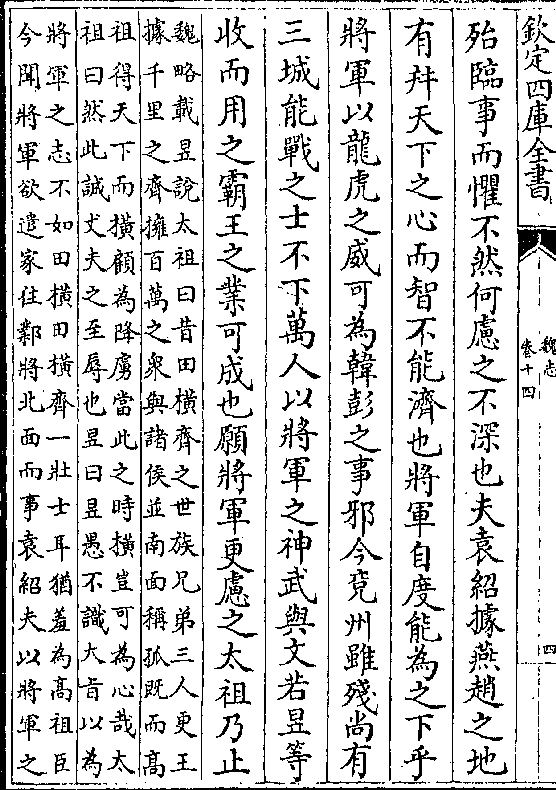 欽定四庫全書
魏志
卷十四
四
殆臨事而懼不然何慮之不深也夫袁紹據燕趙之地
有幷天下之心而智不能濟也將軍自度能為之下乎
將軍以龍虎之威可為韓彭之事邪今兗州雖殘尚有
三城能戰之士不下萬人以將軍之神武與文若昱等
收而用之霸王之業可成也願將軍更慮之太祖乃止
魏略載昱說太祖曰昔田橫齊之世族兄弟三人更王
據千里之齊擁百萬之衆與諸侯並南面稱孤旣而高
祖得天下而橫顧為降虜當此之時橫豈可為心哉太
祖曰然此誠丈夫之至辱也昱曰昱愚不識大旨以為
將軍之志不如田橫田橫齊一壯士耳猶羞為高祖臣
今聞將軍欲遣家往鄴將北面而事袁紹夫以將軍之